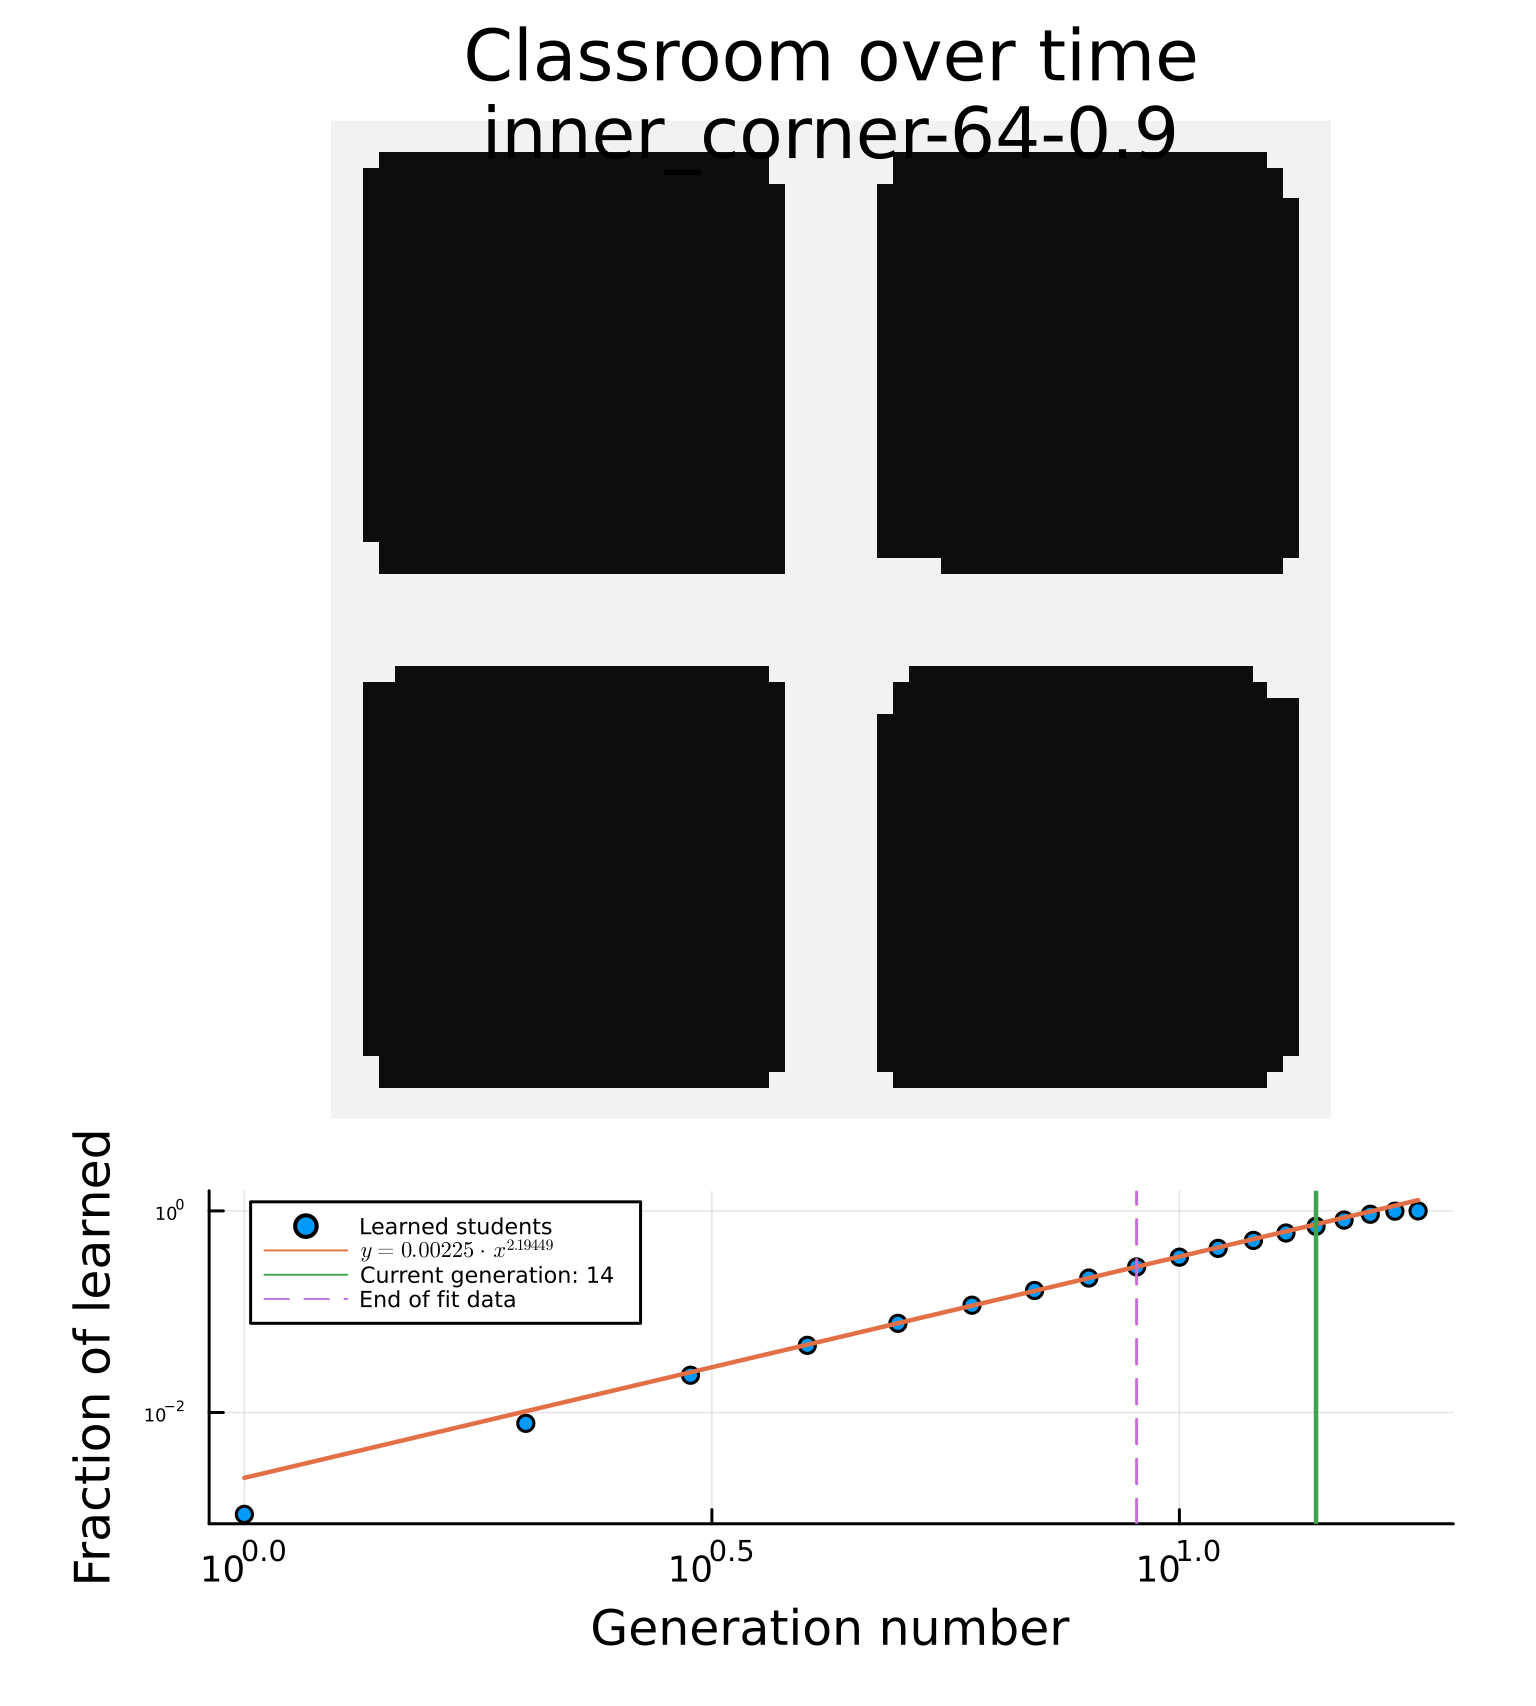 Classroom over time
inner_corner-64-0.9
Fraction of learned
10^0
10^−2
Learned students
y = 0.00225 · x^2.19449
Current generation: 14
End of fit data
10^0.0
10^0.5
10^1.0
Generation number